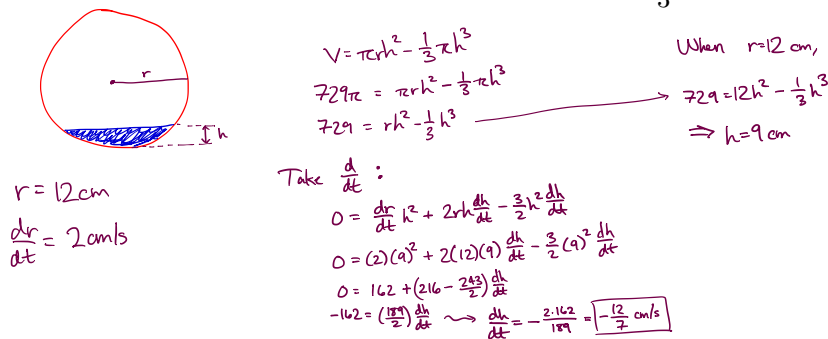 r
h
r = 12cm
dr/dt = 2cm/s
V = πrh² - 1/3 πh³
729π = πrh² - 1/3 πh³
729 = rh² - 1/3 h³
When r=12 cm,
729 = 12h² - 1/3 h³
⇒ h = 9 cm
Take d/dt :
0 = dr/dt h² + 2rh dh/dt - 3/2 h² dh/dt
0 = (2)(9)² + 2(12)(9) dh/dt - 3/2 (9)² dh/dt
0 = 162 + (216 - 243/2) dh/dt
-162 = (189/2) dh/dt ⇝ dh/dt = - 2·162/189 = -12/7 cm/s